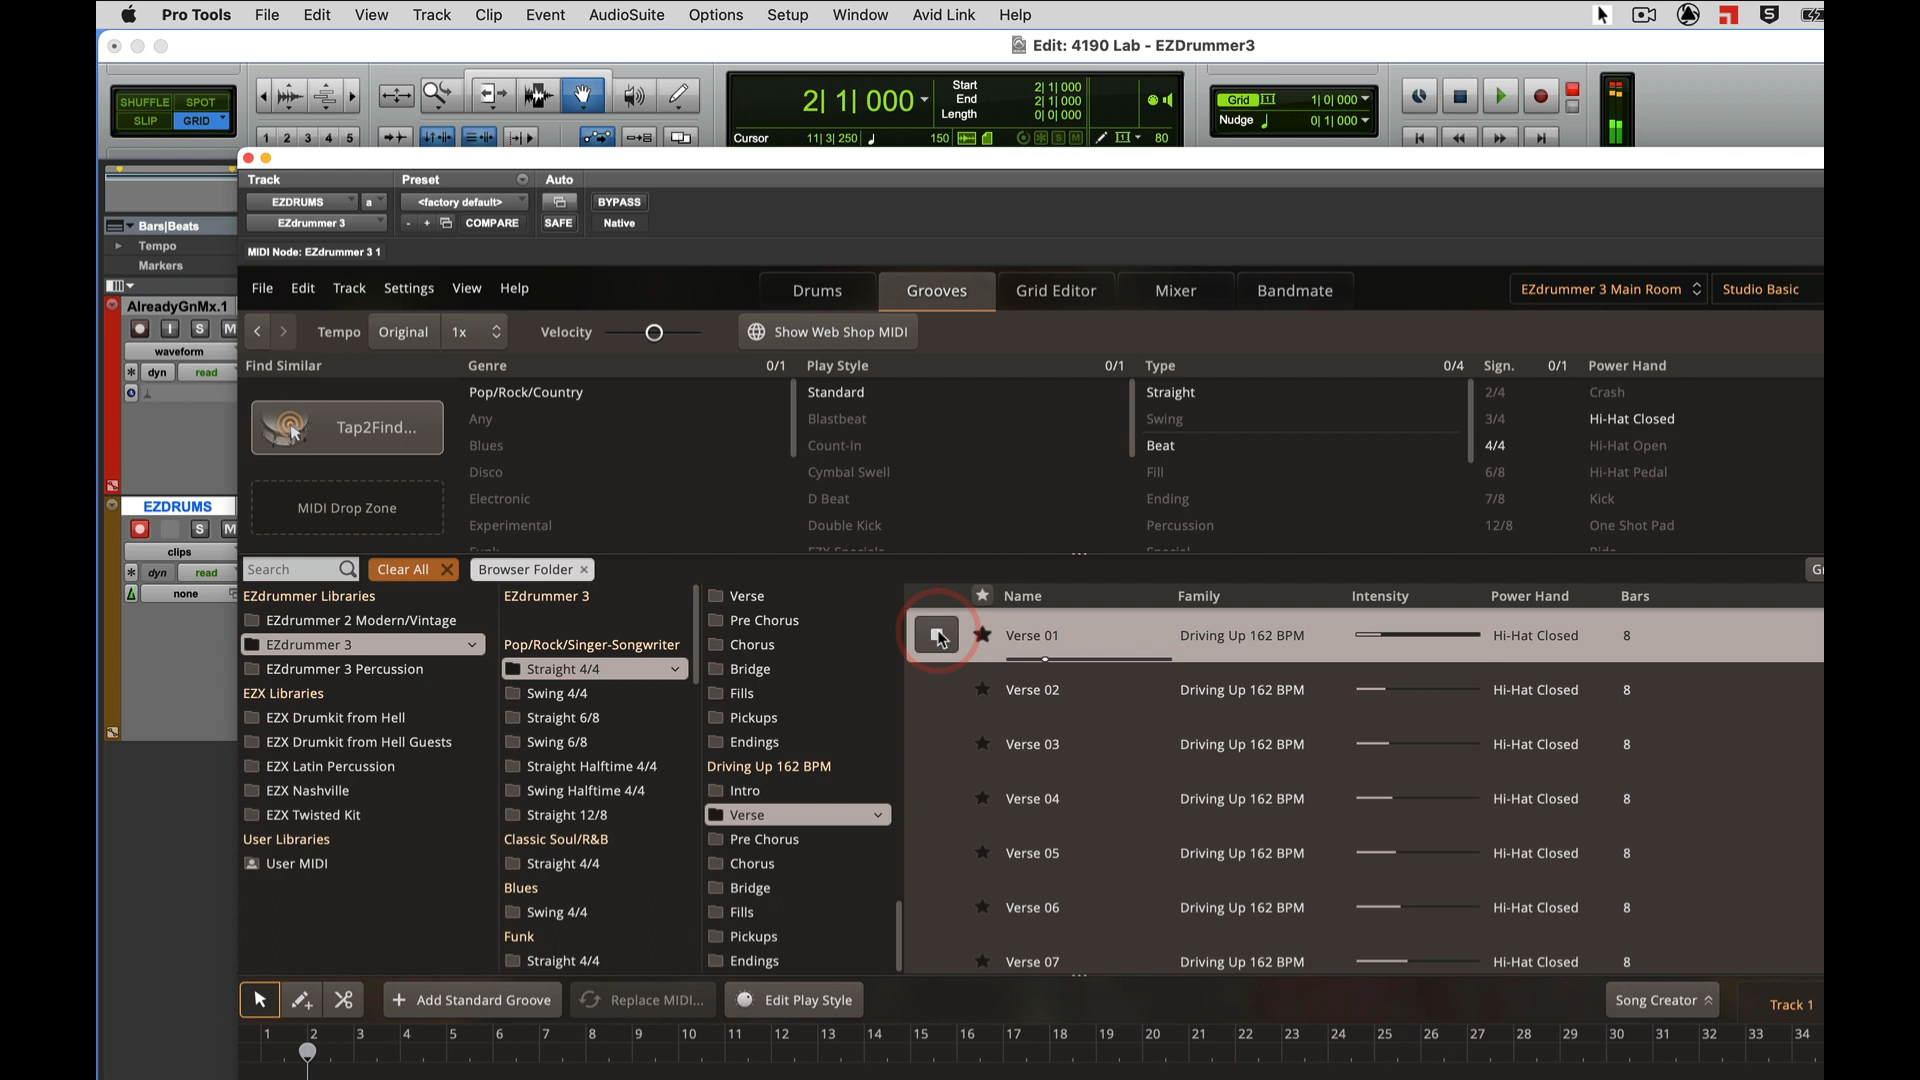 Pro Tools File Edit View Track Clip Event AudioSuite Options Setup Window Avid Link Help
Edit: 4190 Lab - EZDrummer3
SHUFFLE SPOT
SLIP GRID
1 2 3 4 5
2| 1| 000
Start 2| 1| 000
End 2| 1| 000
Length 0| 0| 000
Cursor 11| 3| 250 150 S M 80
Grid 1| 0| 000
Nudge 0| 1| 000
Track Preset Auto
EZDRUMS a <factory default> BYPASS
EZdrummer 3 - + COMPARE SAFE Native
MIDI Node: EZdrummer 3 1
Bars|Beats
Tempo
Markers
AlreadyGnMx.1
I S M
waveform
dyn read
EZDRUMS
S M
clips
dyn read
none
File Edit Track Settings View Help
Drums Grooves Grid Editor Mixer Bandmate
EZdrummer 3 Main Room Studio Basic
Tempo Original 1x Velocity Show Web Shop MIDI
Find Similar Genre 0/1 Play Style 0/1 Type 0/4 Sign. 0/1 Power Hand
Pop/Rock/Country Standard Straight 2/4 Crash
Tap2Find... Any Blastbeat Swing 3/4 Hi-Hat Closed
Blues Count-In Beat 4/4 Hi-Hat Open
Disco Cymbal Swell Fill 6/8 Hi-Hat Pedal
MIDI Drop Zone Electronic D Beat Ending 7/8 Kick
Experimental Double Kick Percussion 12/8 One Shot Pad
Funk EZX Specials Special Ride
Search Clear All Browser Folder
EZdrummer Libraries
EZdrummer 2 Modern/Vintage
EZdrummer 3
EZdrummer 3 Percussion
EZX Libraries
EZX Drumkit from Hell
EZX Drumkit from Hell Guests
EZX Latin Percussion
EZX Nashville
EZX Twisted Kit
User Libraries
User MIDI
EZdrummer 3
Pop/Rock/Singer-Songwriter
Straight 4/4
Swing 4/4
Straight 6/8
Swing 6/8
Straight Halftime 4/4
Swing Halftime 4/4
Straight 12/8
Classic Soul/R&B
Straight 4/4
Blues
Swing 4/4
Funk
Straight 4/4
Verse
Pre Chorus
Chorus
Bridge
Fills
Pickups
Endings
Driving Up 162 BPM
Intro
Verse
Pre Chorus
Chorus
Bridge
Fills
Pickups
Endings
Name Family Intensity Power Hand Bars
Verse 01 Driving Up 162 BPM Hi-Hat Closed 8
Verse 02 Driving Up 162 BPM Hi-Hat Closed 8
Verse 03 Driving Up 162 BPM Hi-Hat Closed 8
Verse 04 Driving Up 162 BPM Hi-Hat Closed 8
Verse 05 Driving Up 162 BPM Hi-Hat Closed 8
Verse 06 Driving Up 162 BPM Hi-Hat Closed 8
Verse 07 Driving Up 162 BPM Hi-Hat Closed 8
Add Standard Groove Replace MIDI... Edit Play Style Song Creator Track 1
1 2 3 4 5 6 7 8 9 10 11 12 13 14 15 16 17 18 19 20 21 22 23 24 25 26 27 28 29 30 31 32 33 34